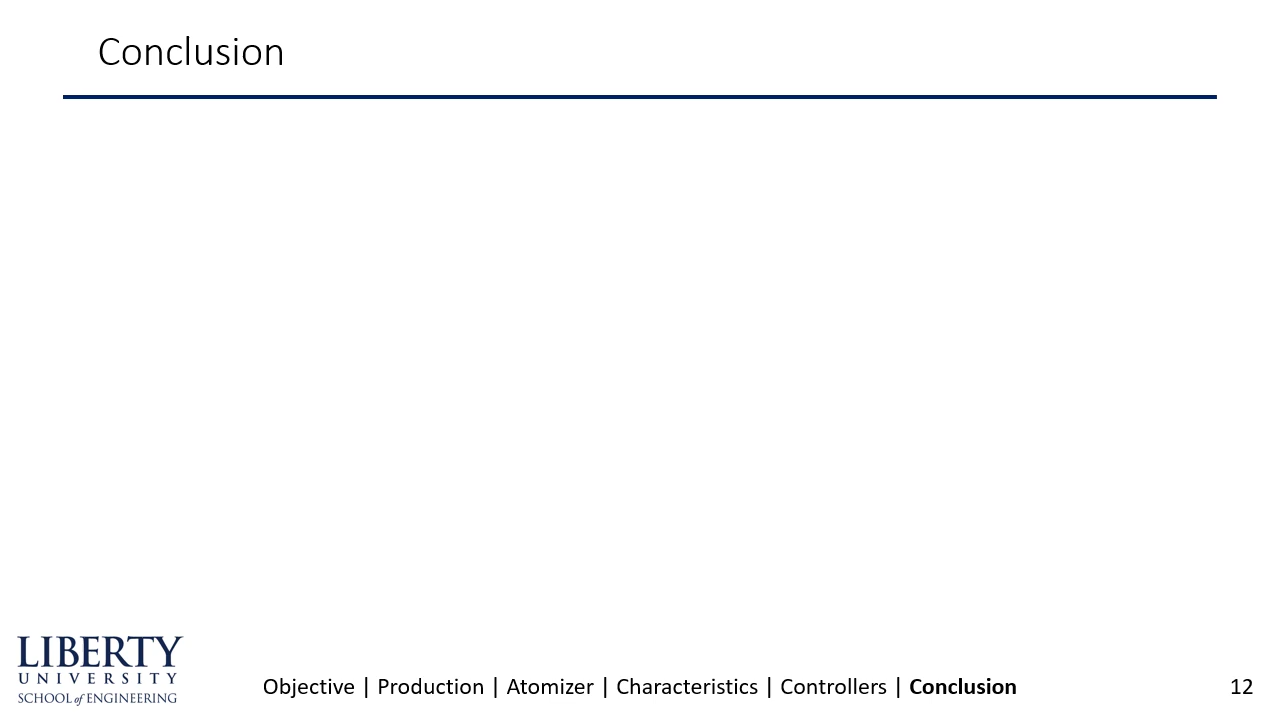 Conclusion
LIBERTY
UNIVERSITY
SCHOOL of ENGINEERING
Objective | Production | Atomizer | Characteristics | Controllers | Conclusion
12